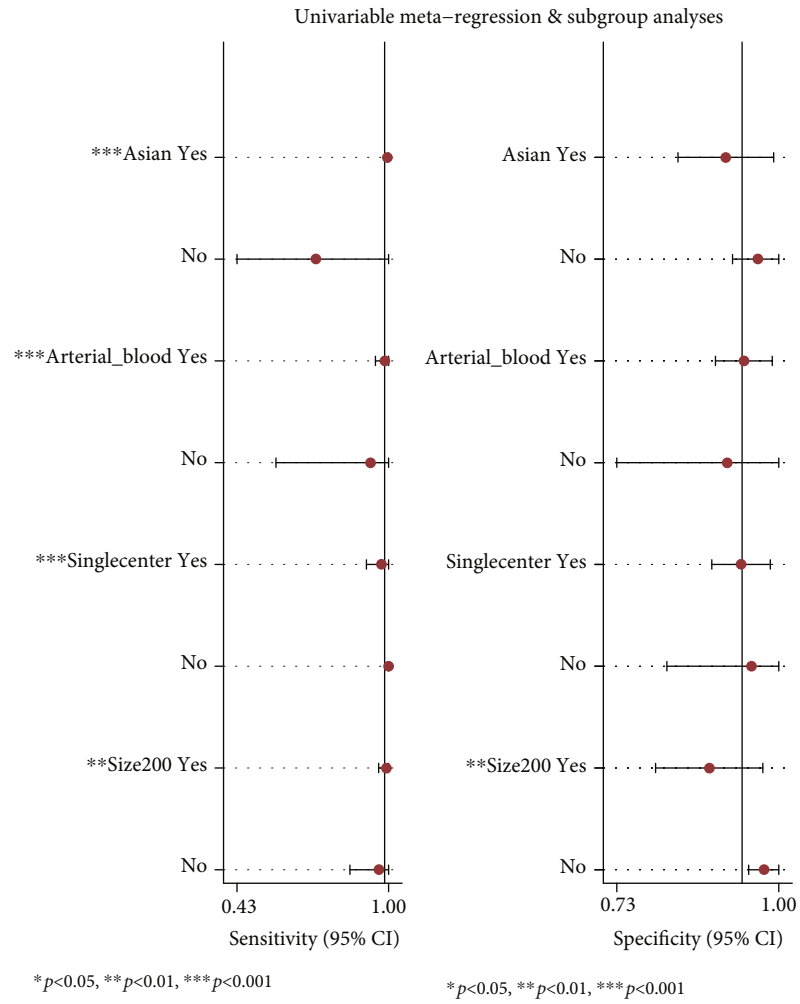 Univariable meta−regression & subgroup analyses
***Asian Yes
No
***Arterial_blood Yes
No
***Singlecenter Yes
No
**Size200 Yes
No
0.43 1.00
Sensitivity (95% CI)
*p<0.05, **p<0.01, ***p<0.001
Asian Yes
No
Arterial_blood Yes
No
Singlecenter Yes
No
**Size200 Yes
No
0.73 1.00
Specificity (95% CI)
*p<0.05, **p<0.01, ***p<0.001